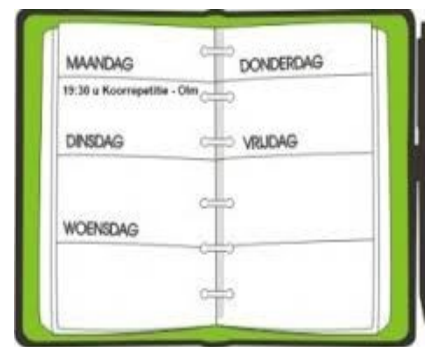 MAANDAG
19:30 u Koorrepetitie - Olm
DINSDAG
WOENSDAG
DONDERDAG
VRIJDAG